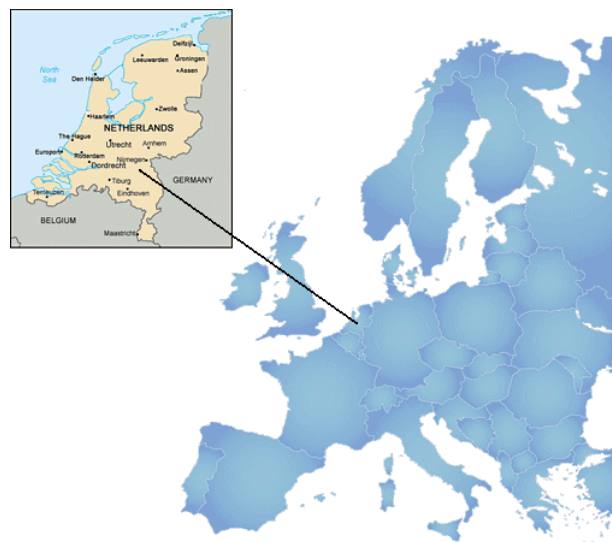 Delfzijl
Leeuwarden
Groningen
Assen
North
Sea
Den Helder
Zwolle
Haarlem
NETHERLANDS
The Hague
Utrecht
Arnhem
Europort
Rotterdam
Nijmegen
Dordrecht
GERMANY
Tilburg
Eindhoven
Terneuzen
BELGIUM
Maastricht